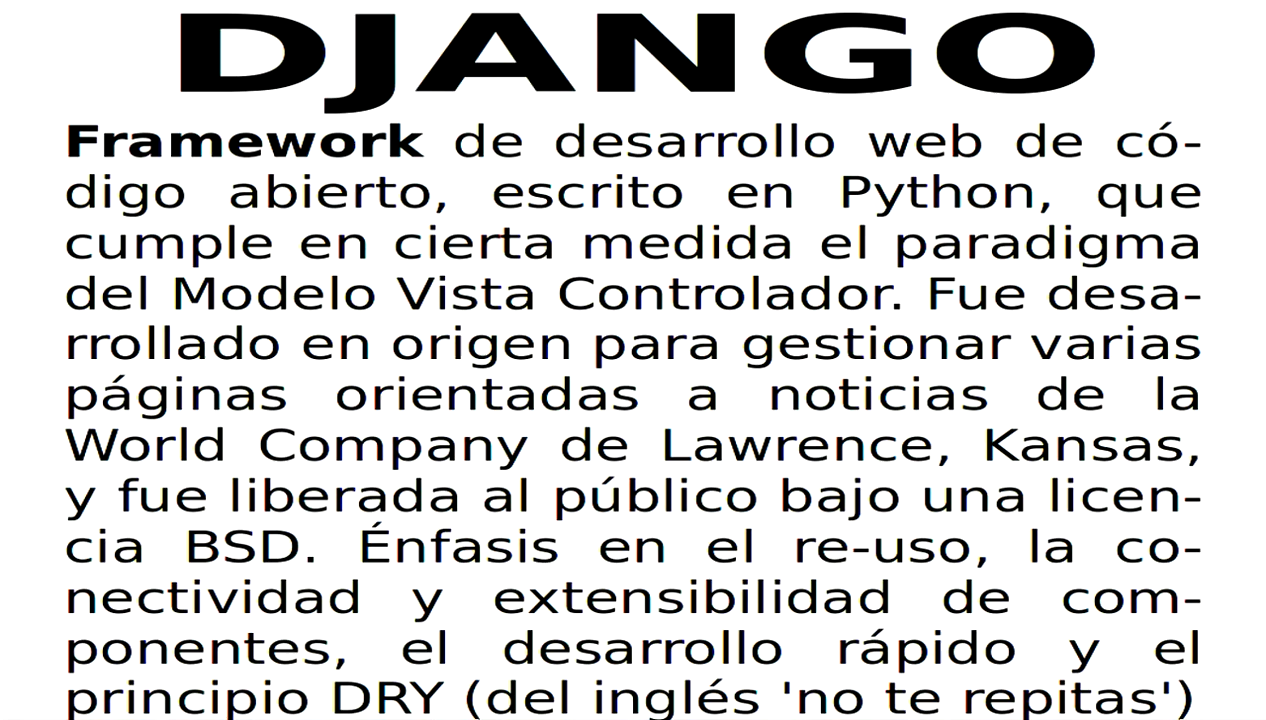 DJANGO
Framework de desarrollo web de có-
digo abierto, escrito en Python, que
cumple en cierta medida el paradigma
del Modelo Vista Controlador. Fue desa-
rrollado en origen para gestionar varias
páginas orientadas a noticias de la
World Company de Lawrence, Kansas,
y fue liberada al público bajo una licen-
cia BSD. Énfasis en el re-uso, la co-
nectividad y extensibilidad de com-
ponentes, el desarrollo rápido y el
principio DRY (del inglés 'no te repitas')